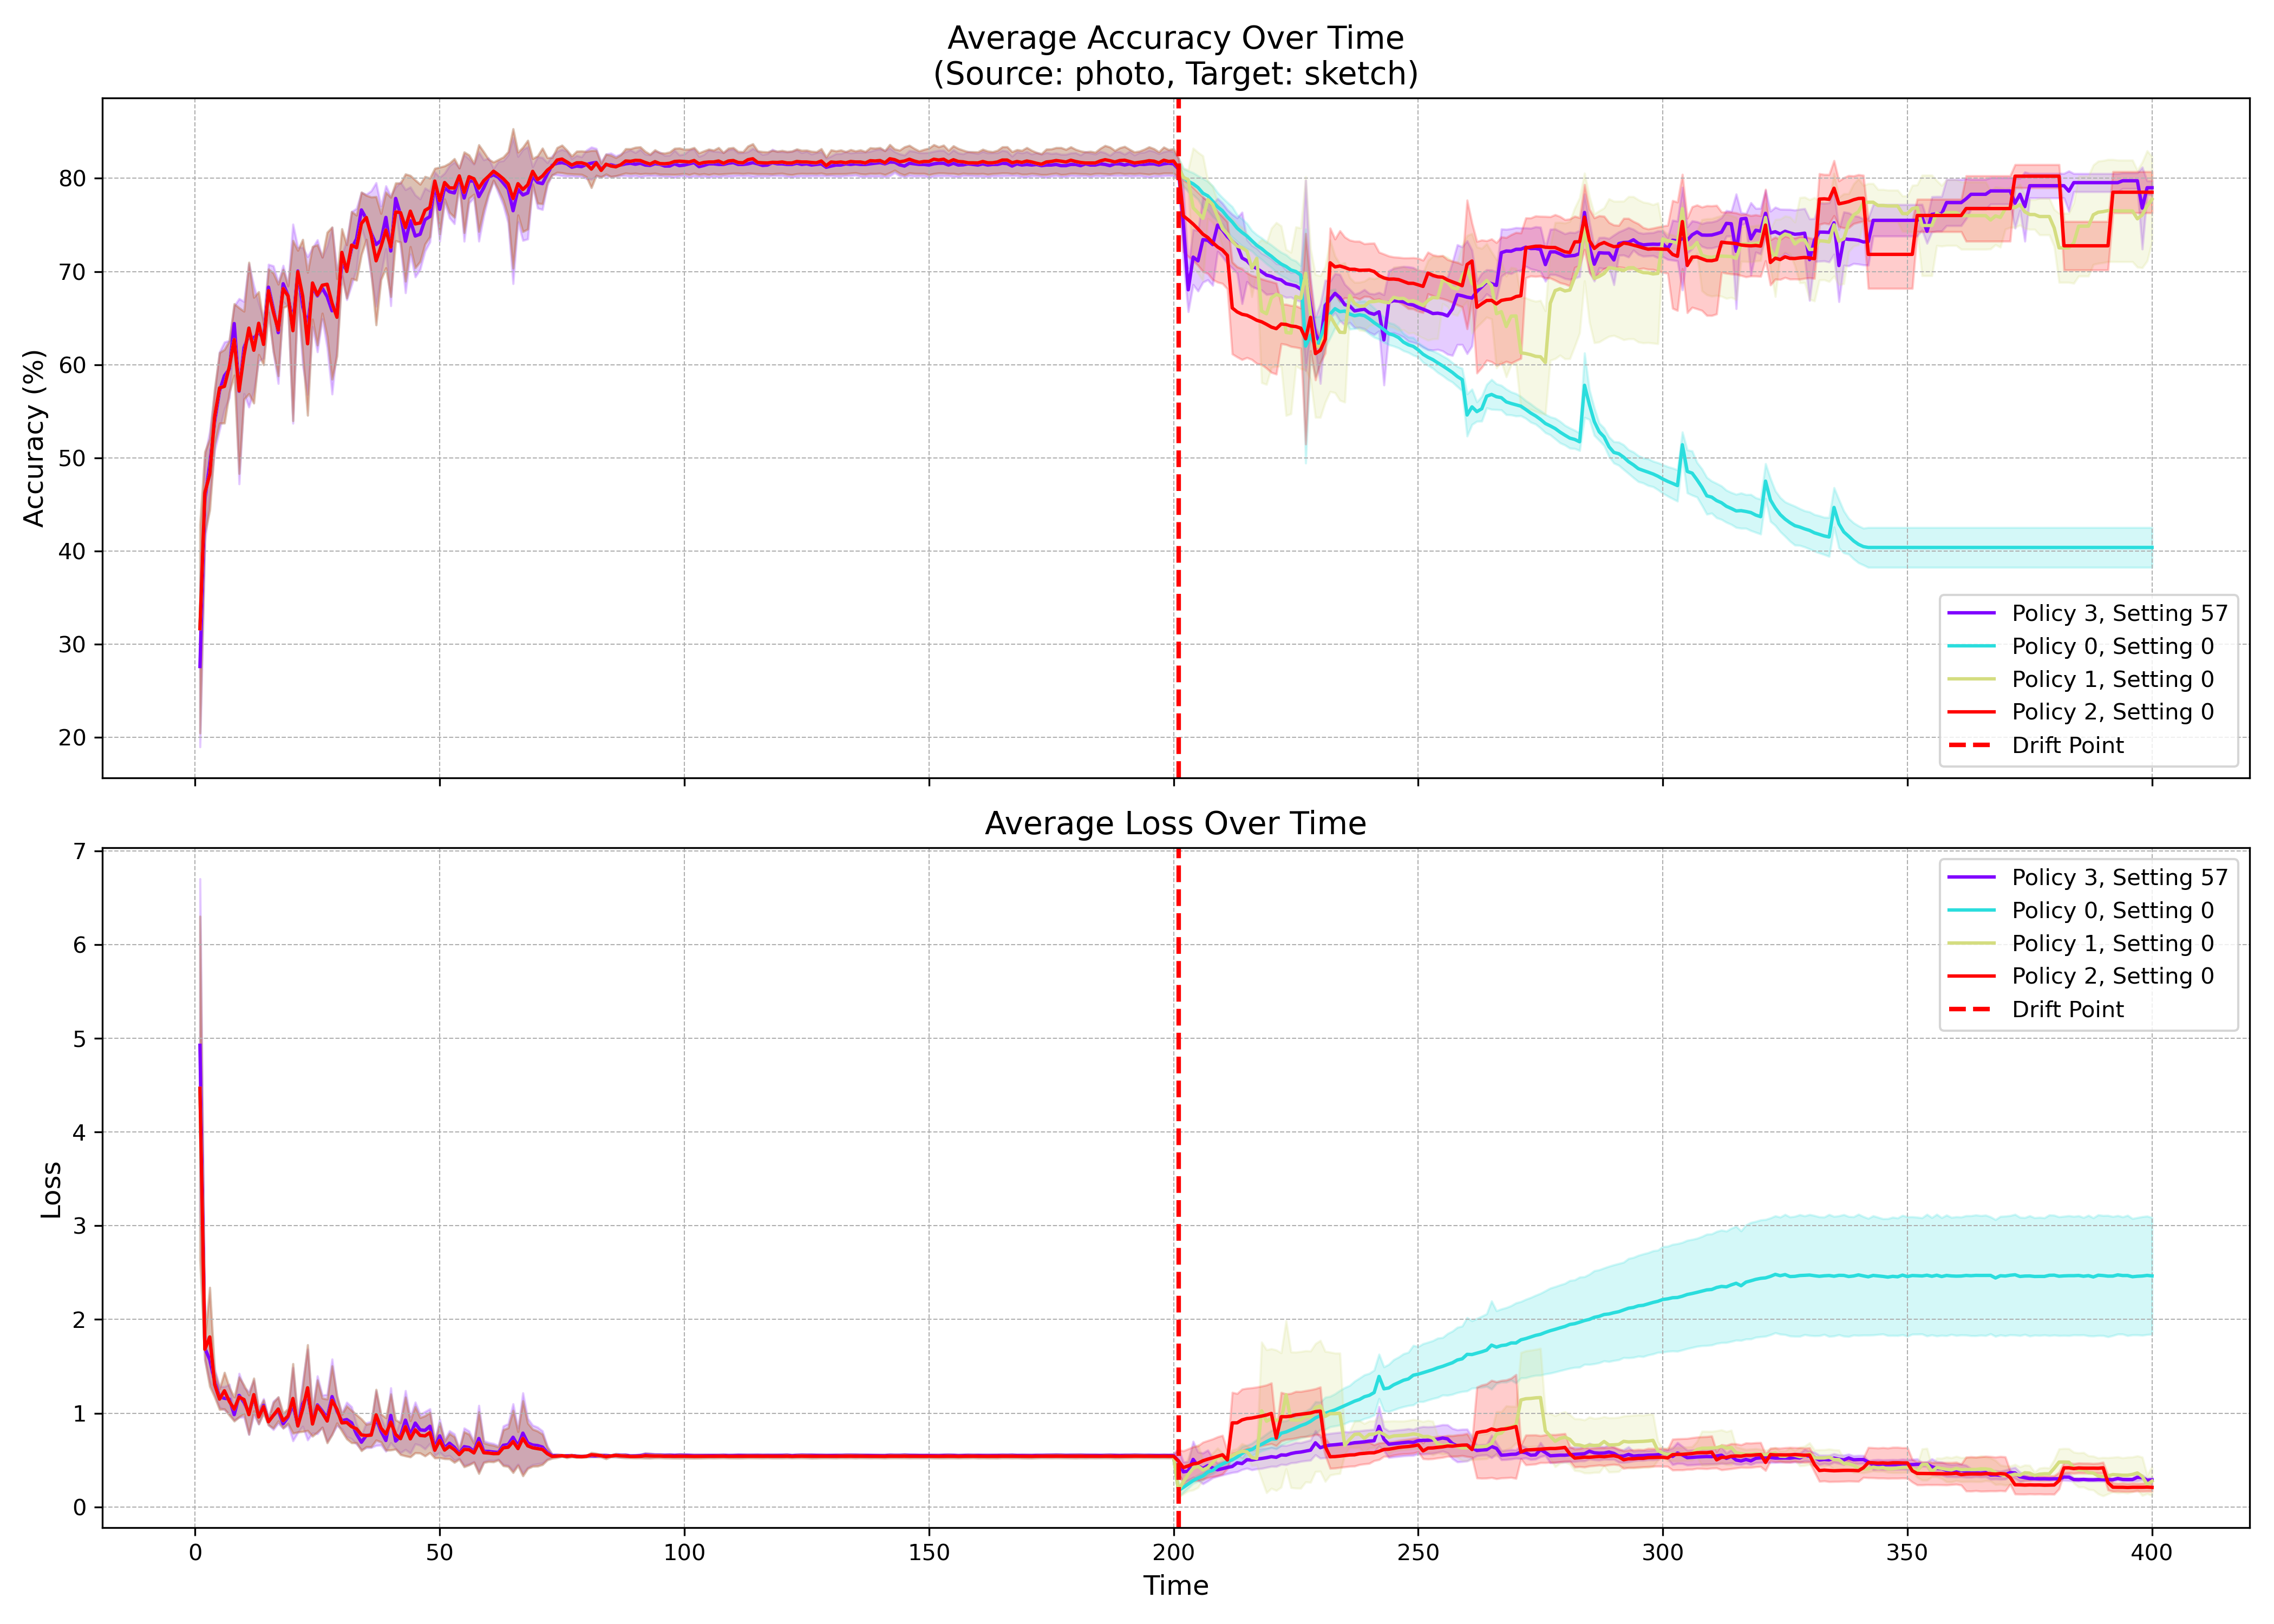 Average Accuracy Over Time
(Source: photo, Target: sketch)
Accuracy (%)
80
70
60
50
40
30
20
Policy 3, Setting 57
Policy 0, Setting 0
Policy 1, Setting 0
Policy 2, Setting 0
Drift Point
Average Loss Over Time
Loss
7
6
5
4
3
2
1
0
Policy 3, Setting 57
Policy 0, Setting 0
Policy 1, Setting 0
Policy 2, Setting 0
Drift Point
0 50 100 150 200 250 300 350 400
Time